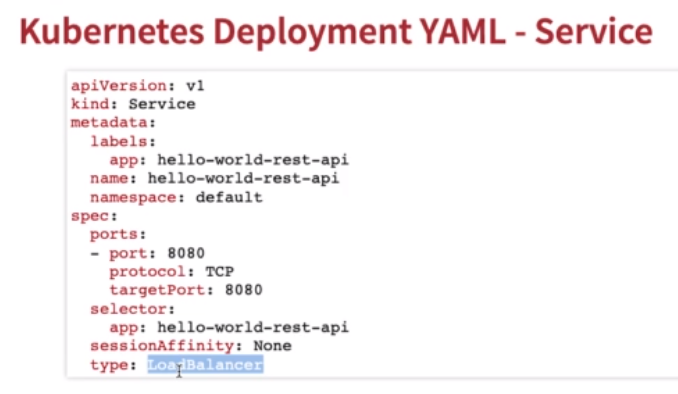 Kubernetes Deployment YAML - Service
apiVersion: v1
kind: Service
metadata:
  labels:
    app: hello-world-rest-api
  name: hello-world-rest-api
  namespace: default
spec:
  ports:
  - port: 8080
    protocol: TCP
    targetPort: 8080
  selector:
    app: hello-world-rest-api
  sessionAffinity: None
  type: LoadBalancer